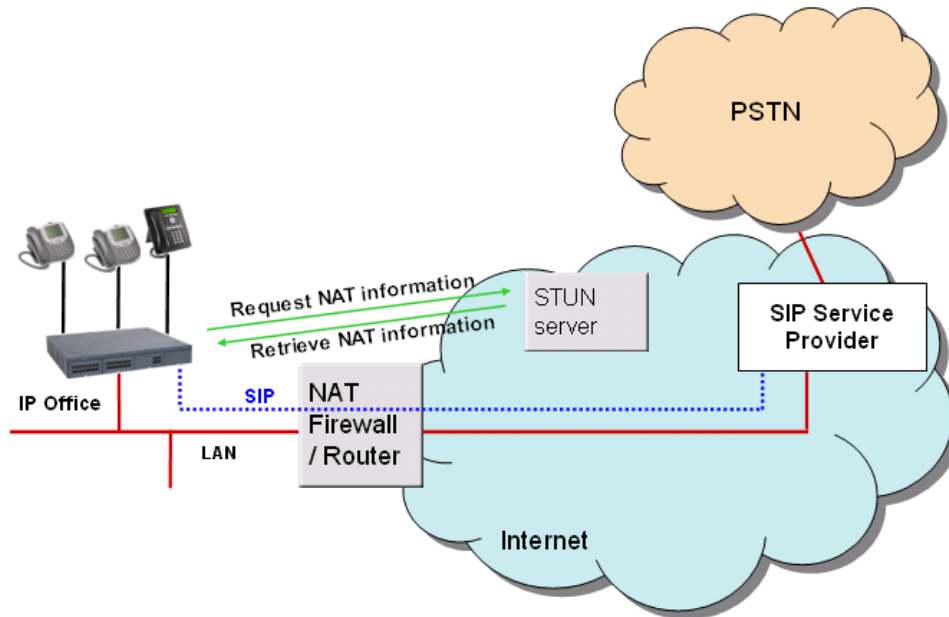 PSTN
Request NAT information
Retrieve NAT information
STUN
server
SIP Service
Provider
IP Office
SIP
NAT
Firewall
/ Router
LAN
Internet